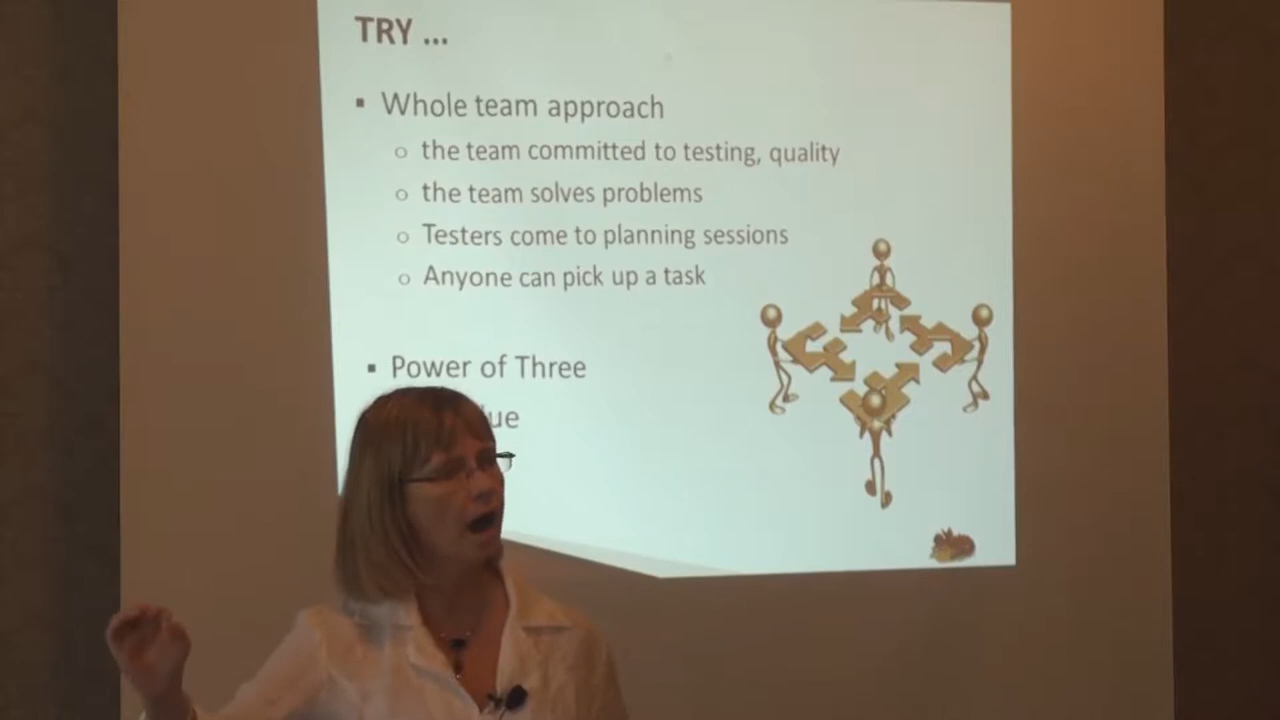 TRY ...
▪ Whole team approach
o the team committed to testing, quality
o the team solves problems
o Testers come to planning sessions
o Anyone can pick up a task
▪ Power of Three